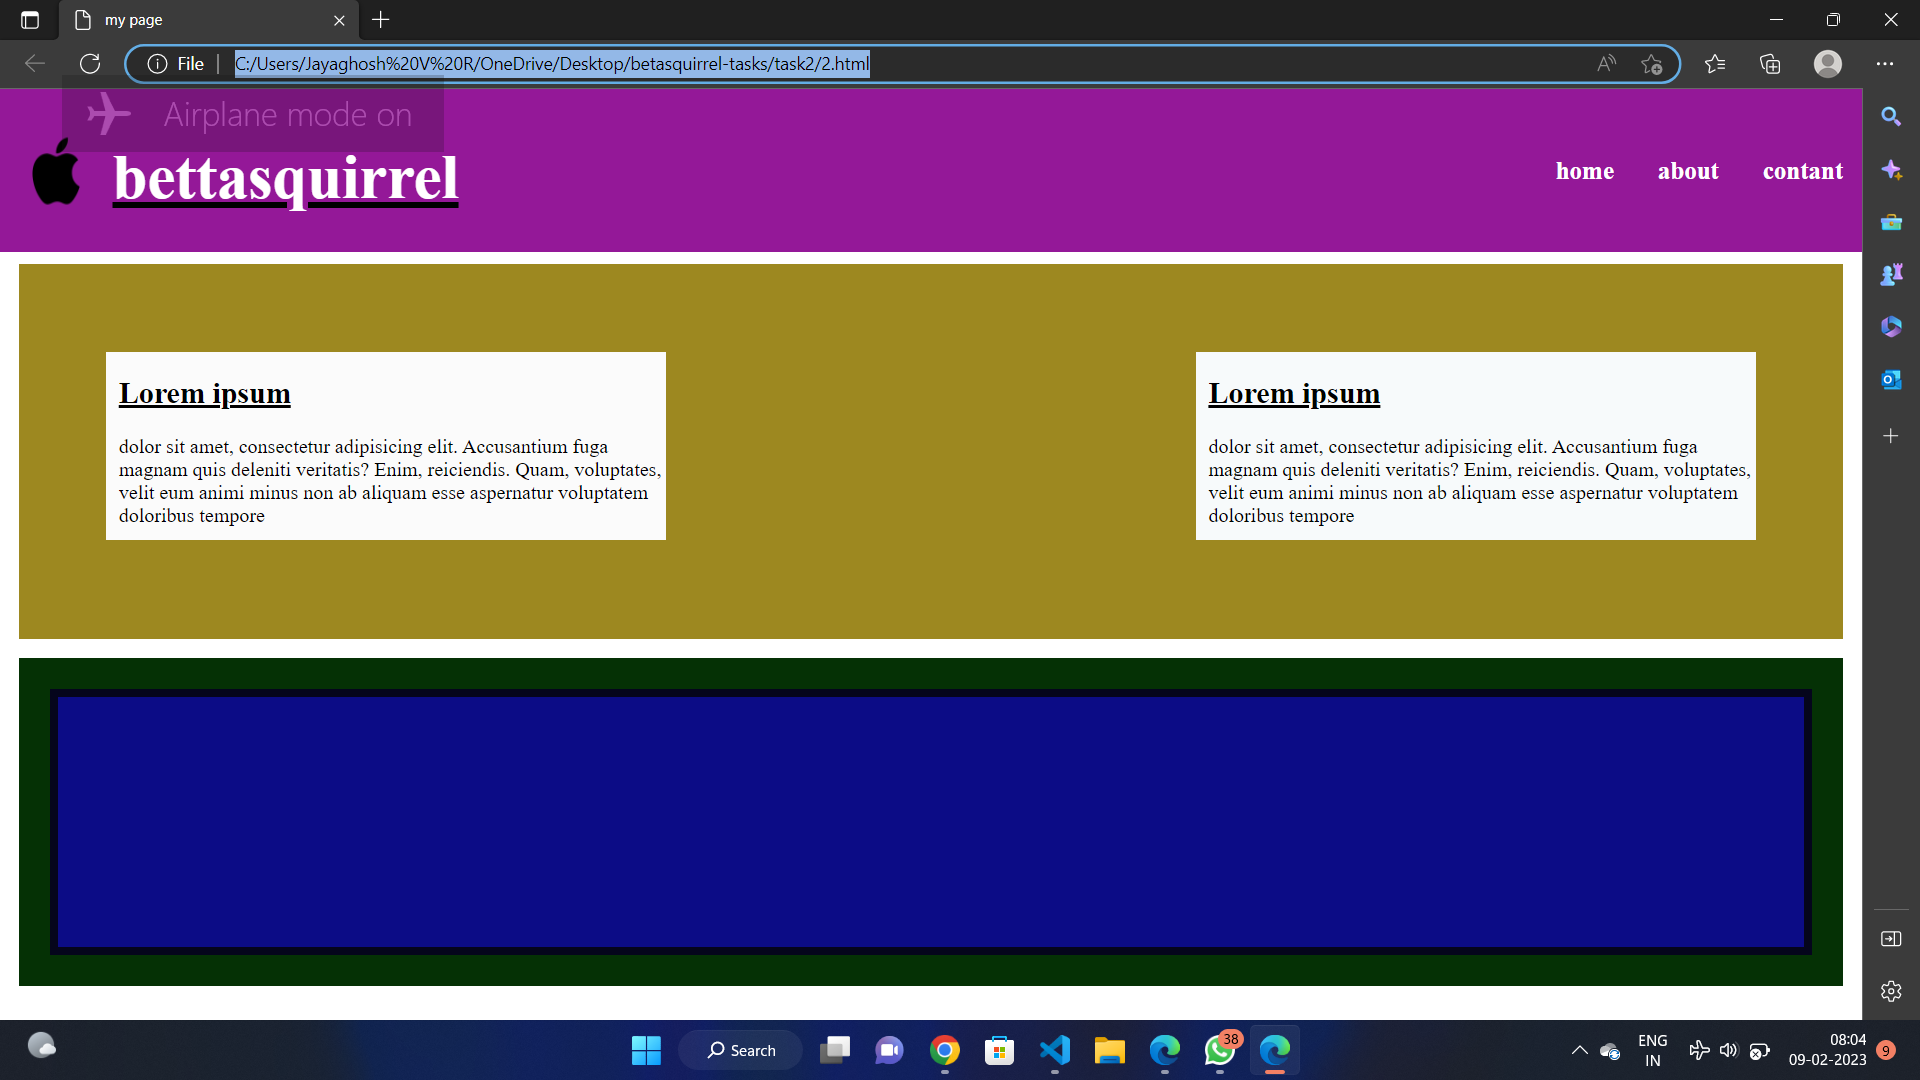 my page
File
C:/Users/Jayaghosh%20V%20R/OneDrive/Desktop/betasquirrel-tasks/task2/2.html
Airplane mode on
bettasquirrel
home
about
contant
Lorem ipsum
dolor sit amet, consectetur adipisicing elit. Accusantium fuga
magnam quis deleniti veritatis? Enim, reiciendis. Quam, voluptates,
velit eum animi minus non ab aliquam esse aspernatur voluptatem
doloribus tempore
Lorem ipsum
dolor sit amet, consectetur adipisicing elit. Accusantium fuga
magnam quis deleniti veritatis? Enim, reiciendis. Quam, voluptates,
velit eum animi minus non ab aliquam esse aspernatur voluptatem
doloribus tempore
Search
38
ENG
IN
08:04
09-02-2023
9